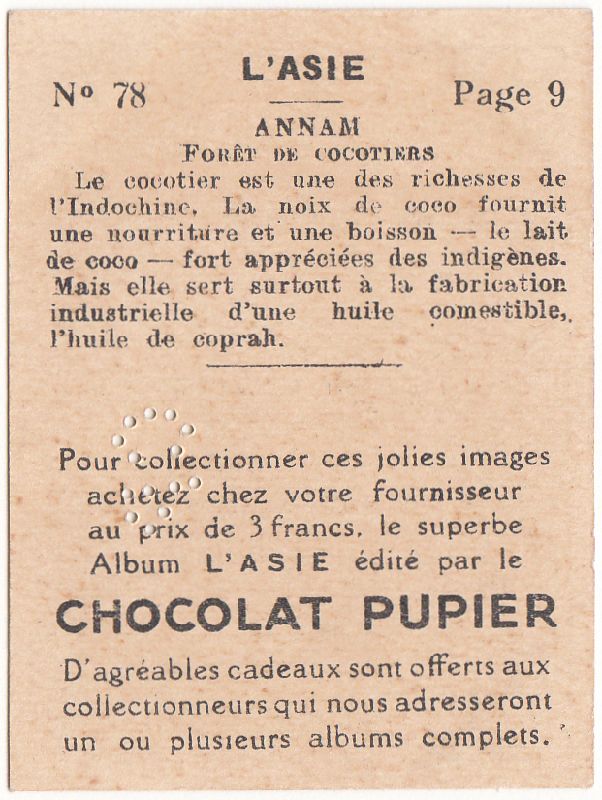 L'ASIE
Nº 78
Page 9
ANNAM
FORÊT DE COCOTIERS
Le cocotier est une des richesses de
l'Indochine. La noix de coco fournit
une nourriture et une boisson — le lait
de coco — fort appréciées des indigènes.
Mais elle sert surtout à la fabrication
industrielle d'une huile comestible,
l'huile de coprah.
Pour collectionner ces jolies images
achetez chez votre fournisseur
au prix de 3 francs, le superbe
Album L'ASIE édité par le
CHOCOLAT PUPIER
D'agréables cadeaux sont offerts aux
collectionneurs qui nous adresseront
un ou plusieurs albums complets.